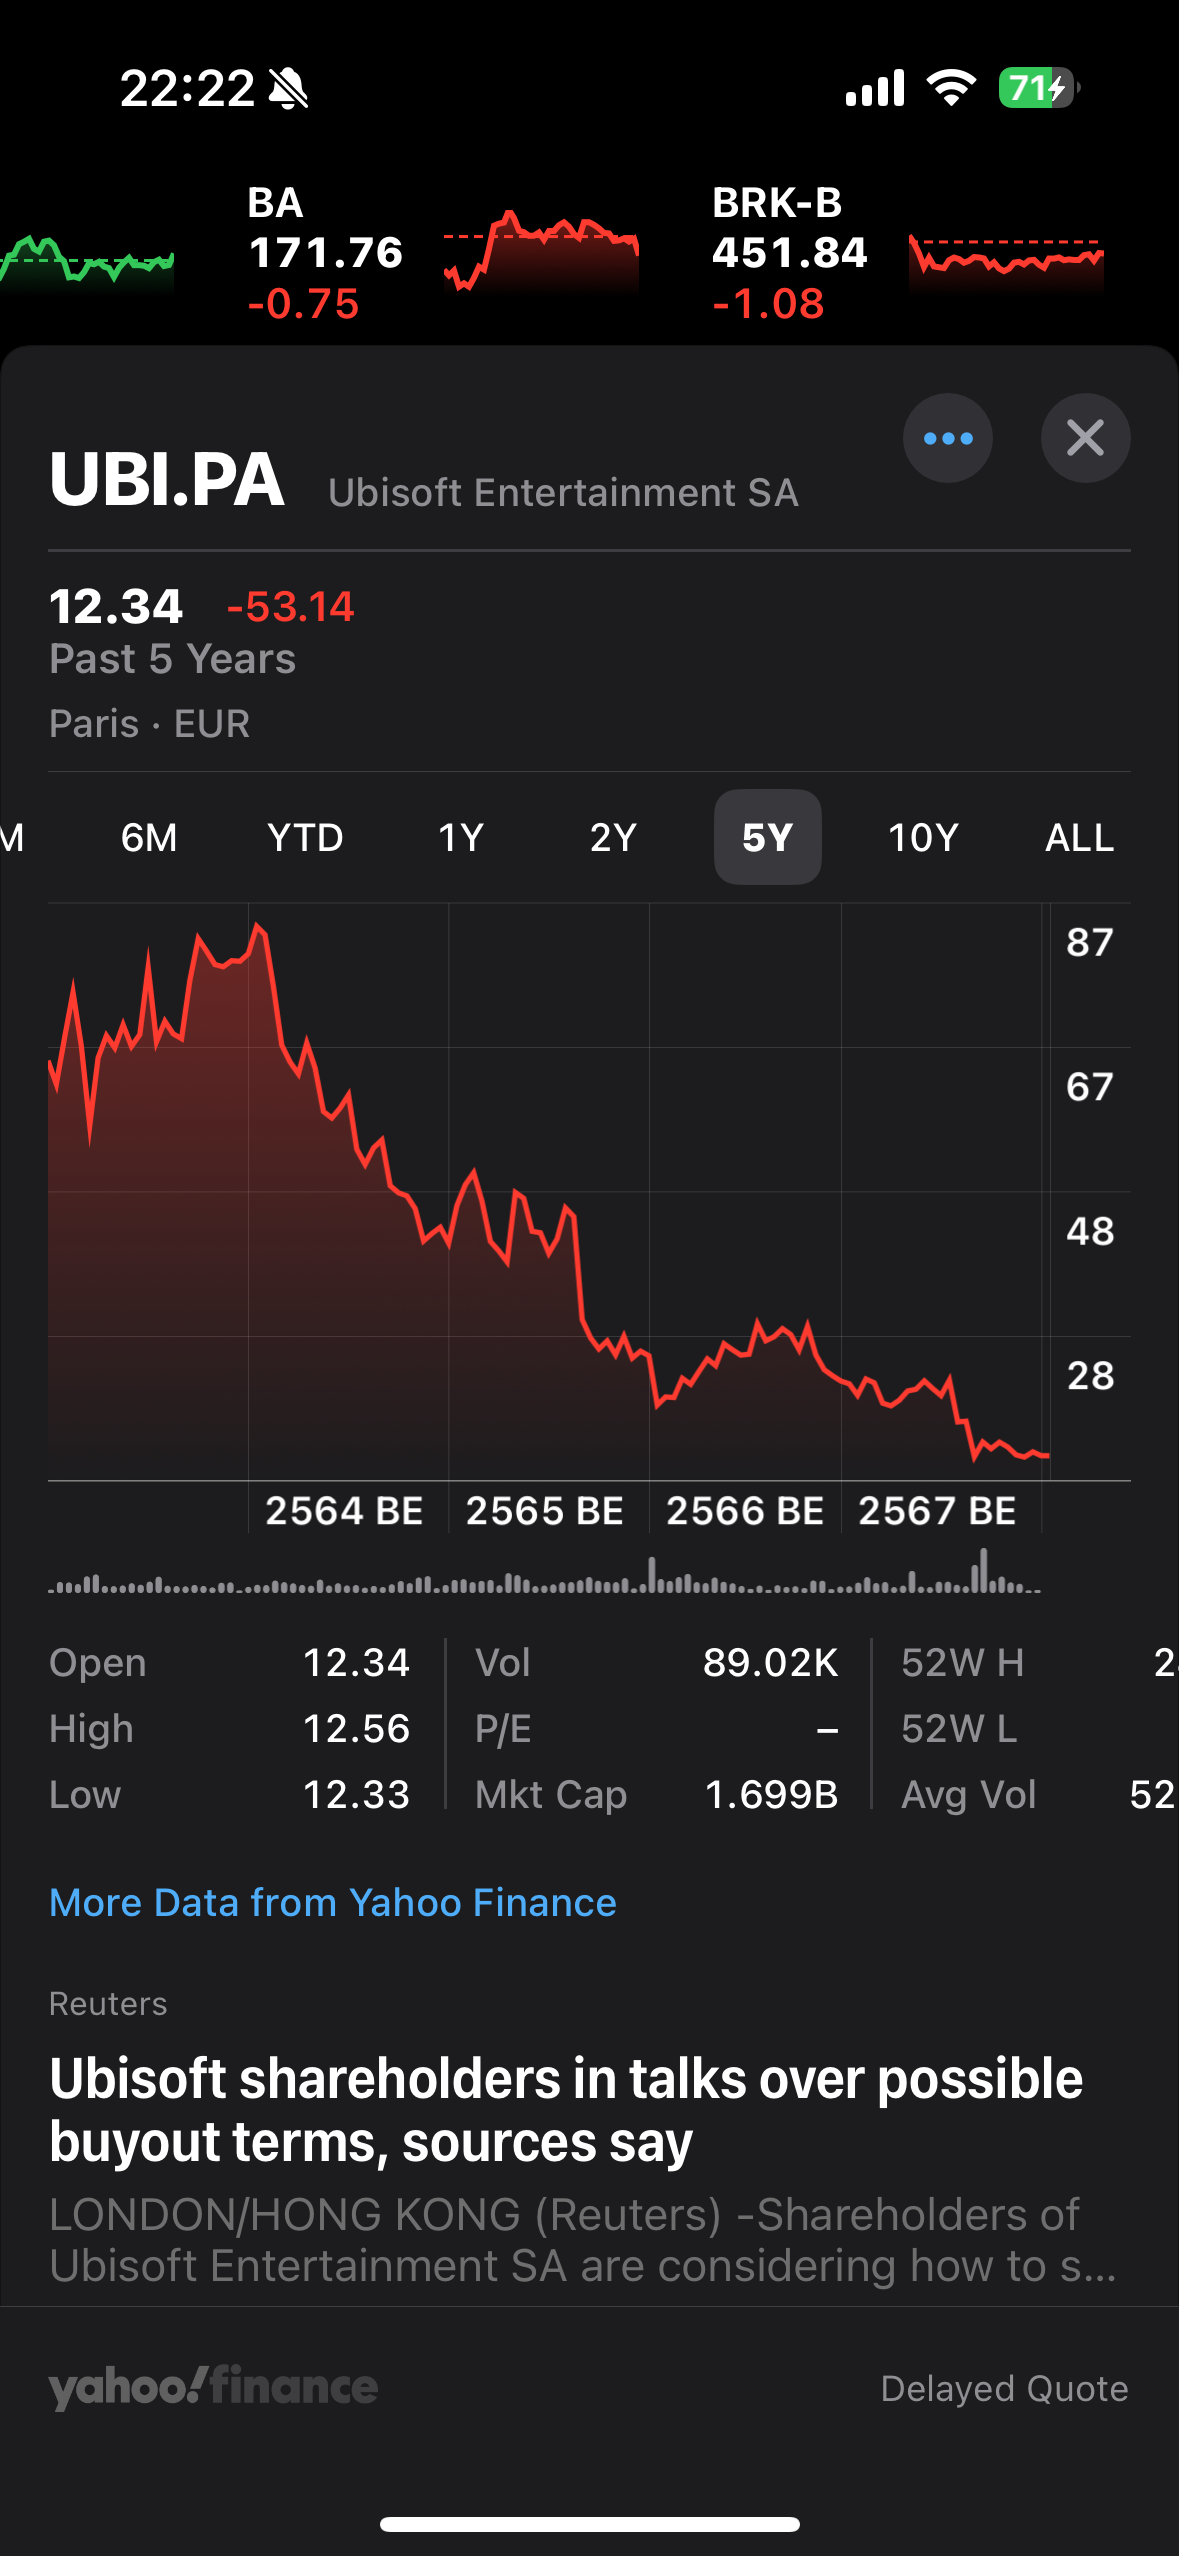 22:22
71
BA
171.76
-0.75
BRK-B
451.84
-1.08
UBI.PA Ubisoft Entertainment SA
12.34 -53.14
Past 5 Years
Paris · EUR
M 6M YTD 1Y 2Y 5Y 10Y ALL
87
67
48
28
2564 BE 2565 BE 2566 BE 2567 BE
Open 12.34 Vol 89.02K 52W H
High 12.56 P/E – 52W L
Low 12.33 Mkt Cap 1.699B Avg Vol 52
More Data from Yahoo Finance
Reuters
Ubisoft shareholders in talks over possible
buyout terms, sources say
LONDON/HONG KONG (Reuters) -Shareholders of
Ubisoft Entertainment SA are considering how to s...
yahoo!finance Delayed Quote